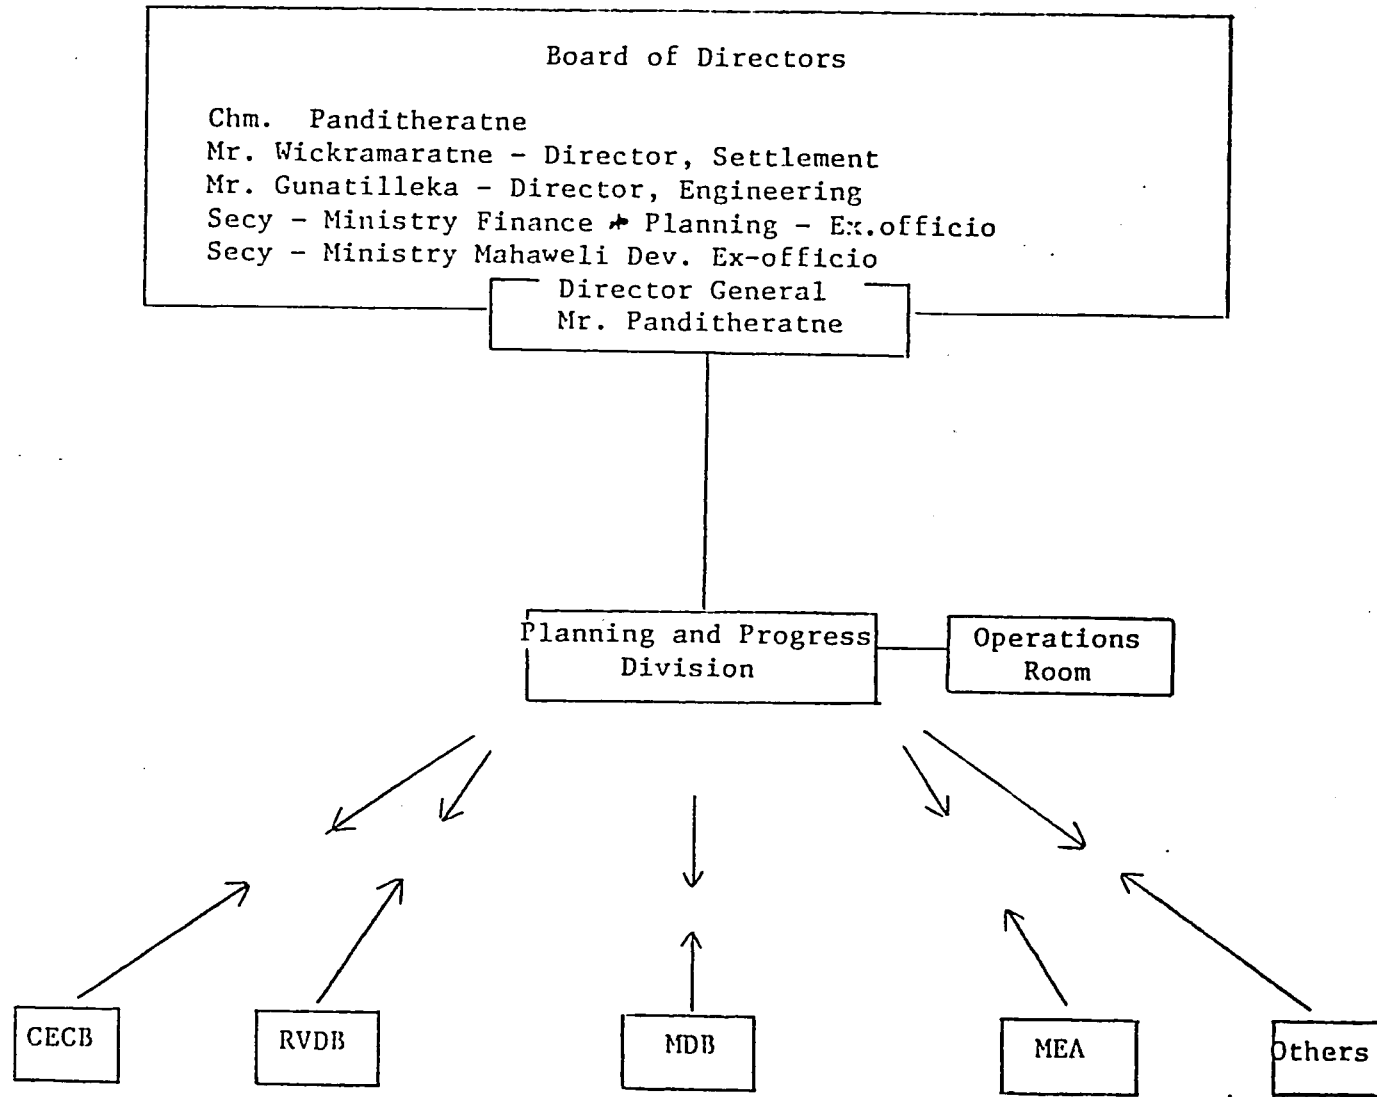 Board of Directors
Chm. Panditheratne
Mr. Wickramaratne - Director, Settlement
Mr. Gunatilleka - Director, Engineering
Secy - Ministry Finance & Planning - Ex.officio
Secy - Ministry Mahaweli Dev. Ex-officio
Director General
Mr. Panditheratne
Planning and Progress
Division
Operations
Room
CECB
RVDB
MDB
MEA
Others